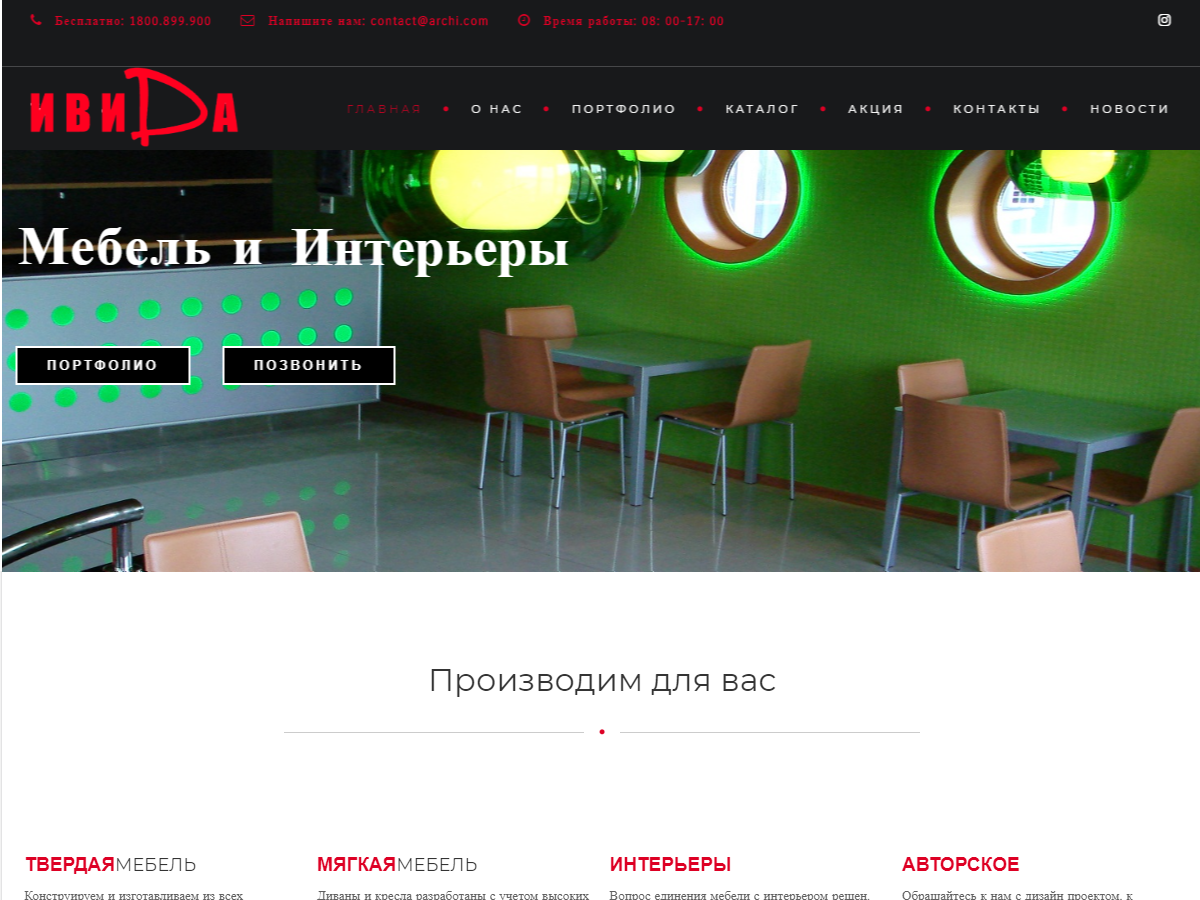 Бесплатно: 1800.899.900 Напишите нам: contact@archi.com Время работы: 08: 00-17: 00
ИВИДА
ГЛАВНАЯ • О НАС • ПОРТФОЛИО • КАТАЛОГ • АКЦИЯ • КОНТАКТЫ • НОВОСТИ
Мебель и Интерьеры
ПОРТФОЛИО ПОЗВОНИТЬ
Производим для вас
ТВЕРДАЯМЕБЕЛЬ МЯГКАЯМЕБЕЛЬ ИНТЕРЬЕРЫ АВТОРСКОЕ
Конструируем и изготавливаем из всех Диваны и кресла разработаны с учетом высоких Вопрос единения мебели с интерьером решен. Обращайтесь к нам с дизайн проектом, к